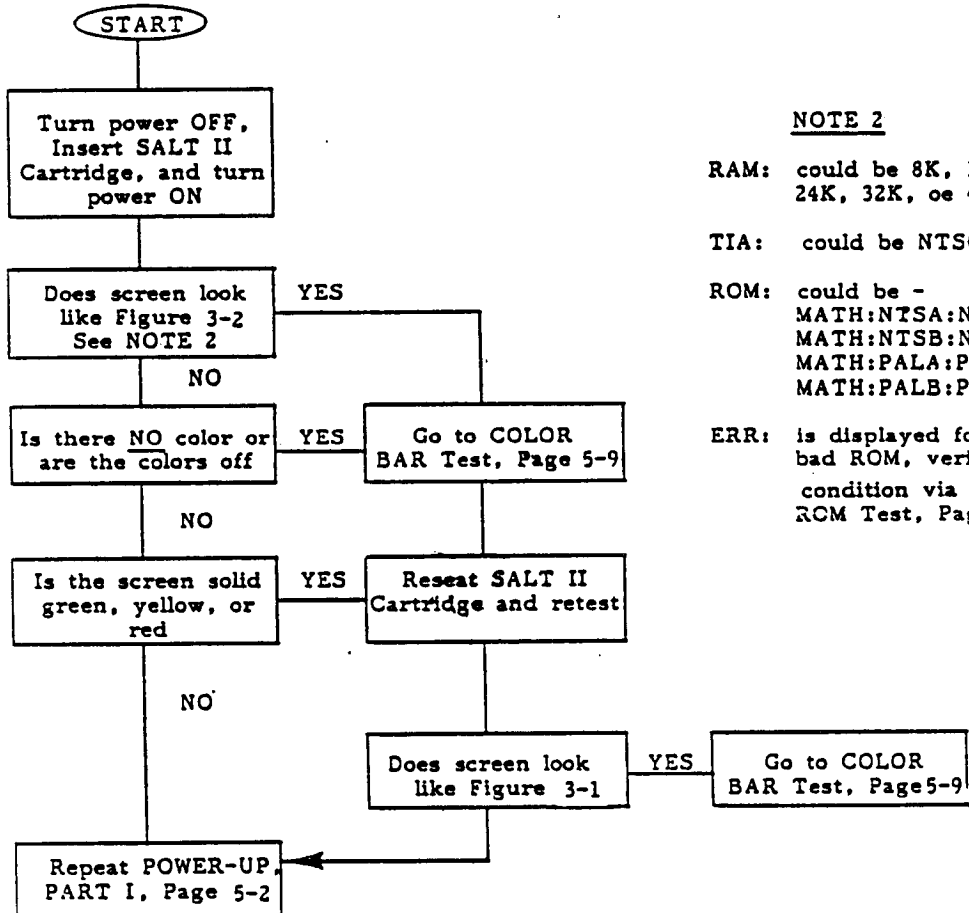 START
Turn power OFF,
Insert SALT II
Cartridge, and turn
power ON
Does screen look
like Figure 3-2
See NOTE 2
YES
NO
Is there NO color or
are the colors off
YES
Go to COLOR
BAR Test, Page 5-9
NO
Is the screen solid
green, yellow, or
red
YES
Reseat SALT II
Cartridge and retest
NO
Does screen look
like Figure 3-1
YES
Go to COLOR
BAR Test, Page5-9
Repeat POWER-UP,
PART I, Page 5-2
NOTE 2
RAM: could be 8K,
24K, 32K, oe
TIA: could be NTS
ROM: could be -
MATH:NTSA:N
MATH:NTSB:N
MATH:PALA:P
MATH:PALB:P
ERR: is displayed fo
bad ROM, veri
condition via
ROM Test, Pag